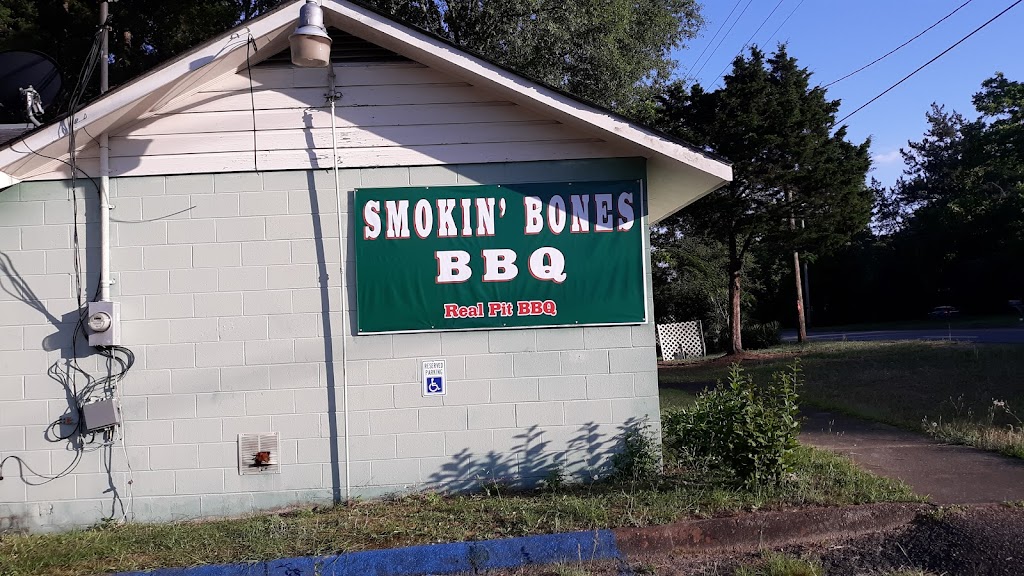 SMOKIN' BONES
BBQ
Real Pit BBQ
RESERVED
PARKING